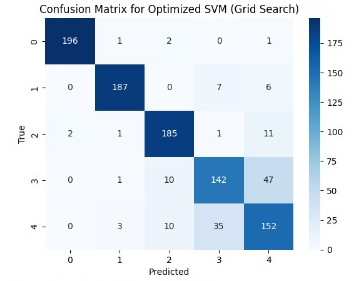 Confusion Matrix for Optimized SVM (Grid Search)
0 196 1 2 0 1
1 0 187 0 7 6
2 2 1 185 1 11
3 0 1 10 142 47
4 0 3 10 35 152
0 1 2 3 4
Predicted
True
175
150
125
100
75
50
25
0